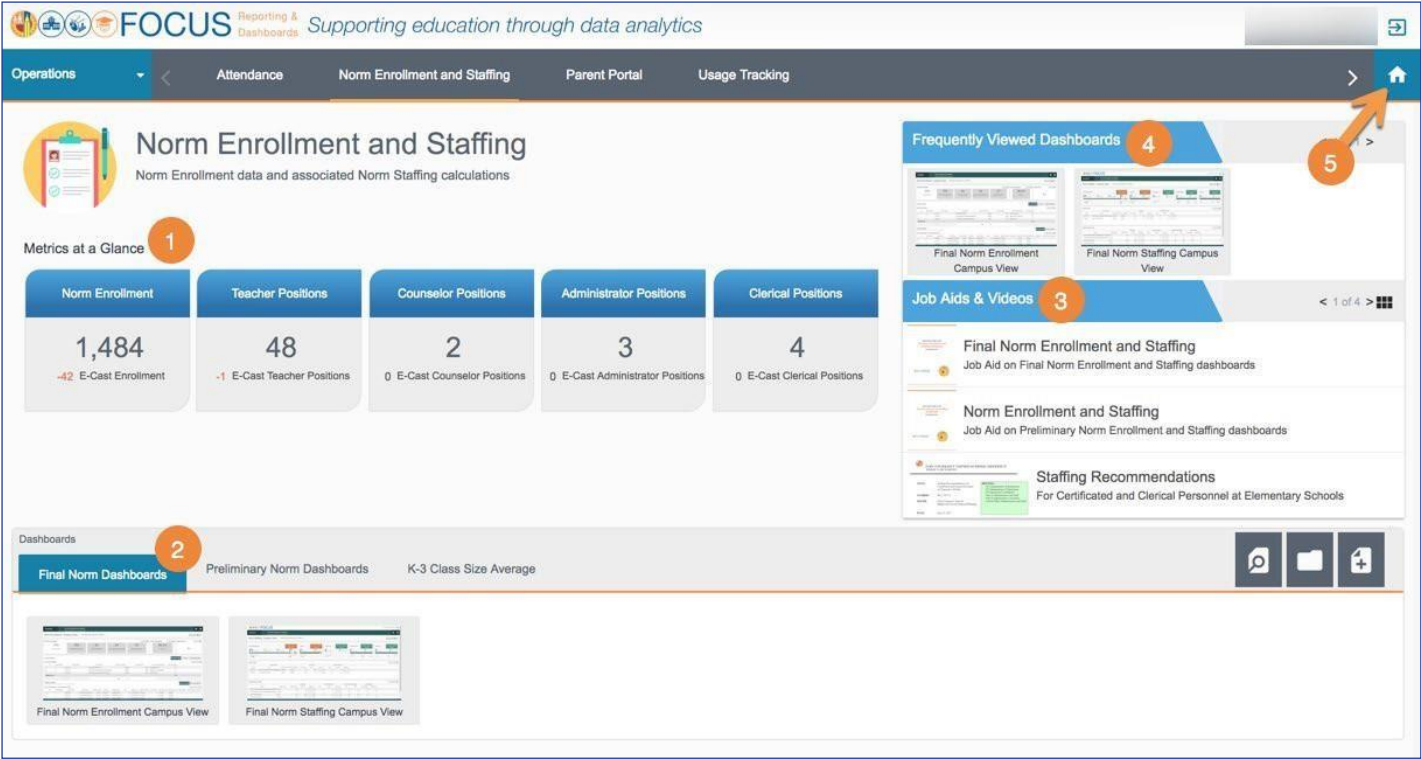 FOCUS Reporting & Dashboards Supporting education through data analytics
Operations Attendance Norm Enrollment and Staffing Parent Portal Usage Tracking
Norm Enrollment and Staffing
Norm Enrollment data and associated Norm Staffing calculations
Metrics at a Glance 1
Norm Enrollment Teacher Positions Counselor Positions Administrator Positions Clerical Positions
1,484 48 2 3 4
-42 E-Cast Enrollment -1 E-Cast Teacher Positions 0 E-Cast Counselor Positions 0 E-Cast Administrator Positions 0 E-Cast Clerical Positions
Frequently Viewed Dashboards 4 < 1 >
5
Final Norm Enrollment Campus View
Final Norm Staffing Campus View
Job Aids & Videos 3 < 1 of 4 >
Final Norm Enrollment and Staffing
Job Aid on Final Norm Enrollment and Staffing dashboards
Norm Enrollment and Staffing
Job Aid on Preliminary Norm Enrollment and Staffing dashboards
Staffing Recommendations
For Certificated and Clerical Personnel at Elementary Schools
Dashboards
2
Final Norm Dashboards Preliminary Norm Dashboards K-3 Class Size Average
Final Norm Enrollment Campus View Final Norm Staffing Campus View